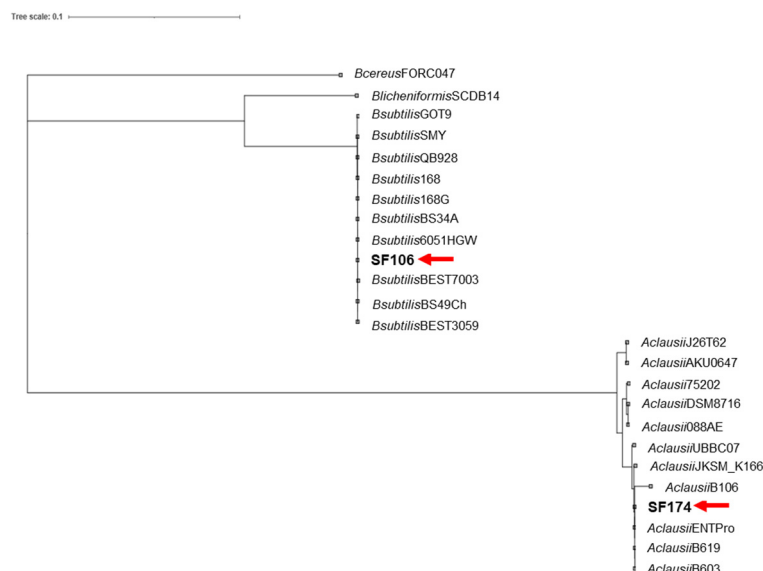 Tree scale: 0.1
BcereusFORC047
BlicheniformisSCDB14
BsubtilisGOT9
BsubtilisSMY
BsubtilisQB928
Bsubtilis168
Bsubtilis168G
BsubtilisBS34A
Bsubtilis6051HGW
SF106
BsubtilisBEST7003
BsubtilisBS49Ch
BsubtilisBEST3059
AclausiiJ26T62
AclausiiAKU0647
Aclausii75202
AclausiiDSM8716
Aclausii088AE
AclausiiUBBC07
AclausiiJKSM_K166
AclausiiB106
SF174
AclausiiENTPro
AclausiiB619
AclausiiB603